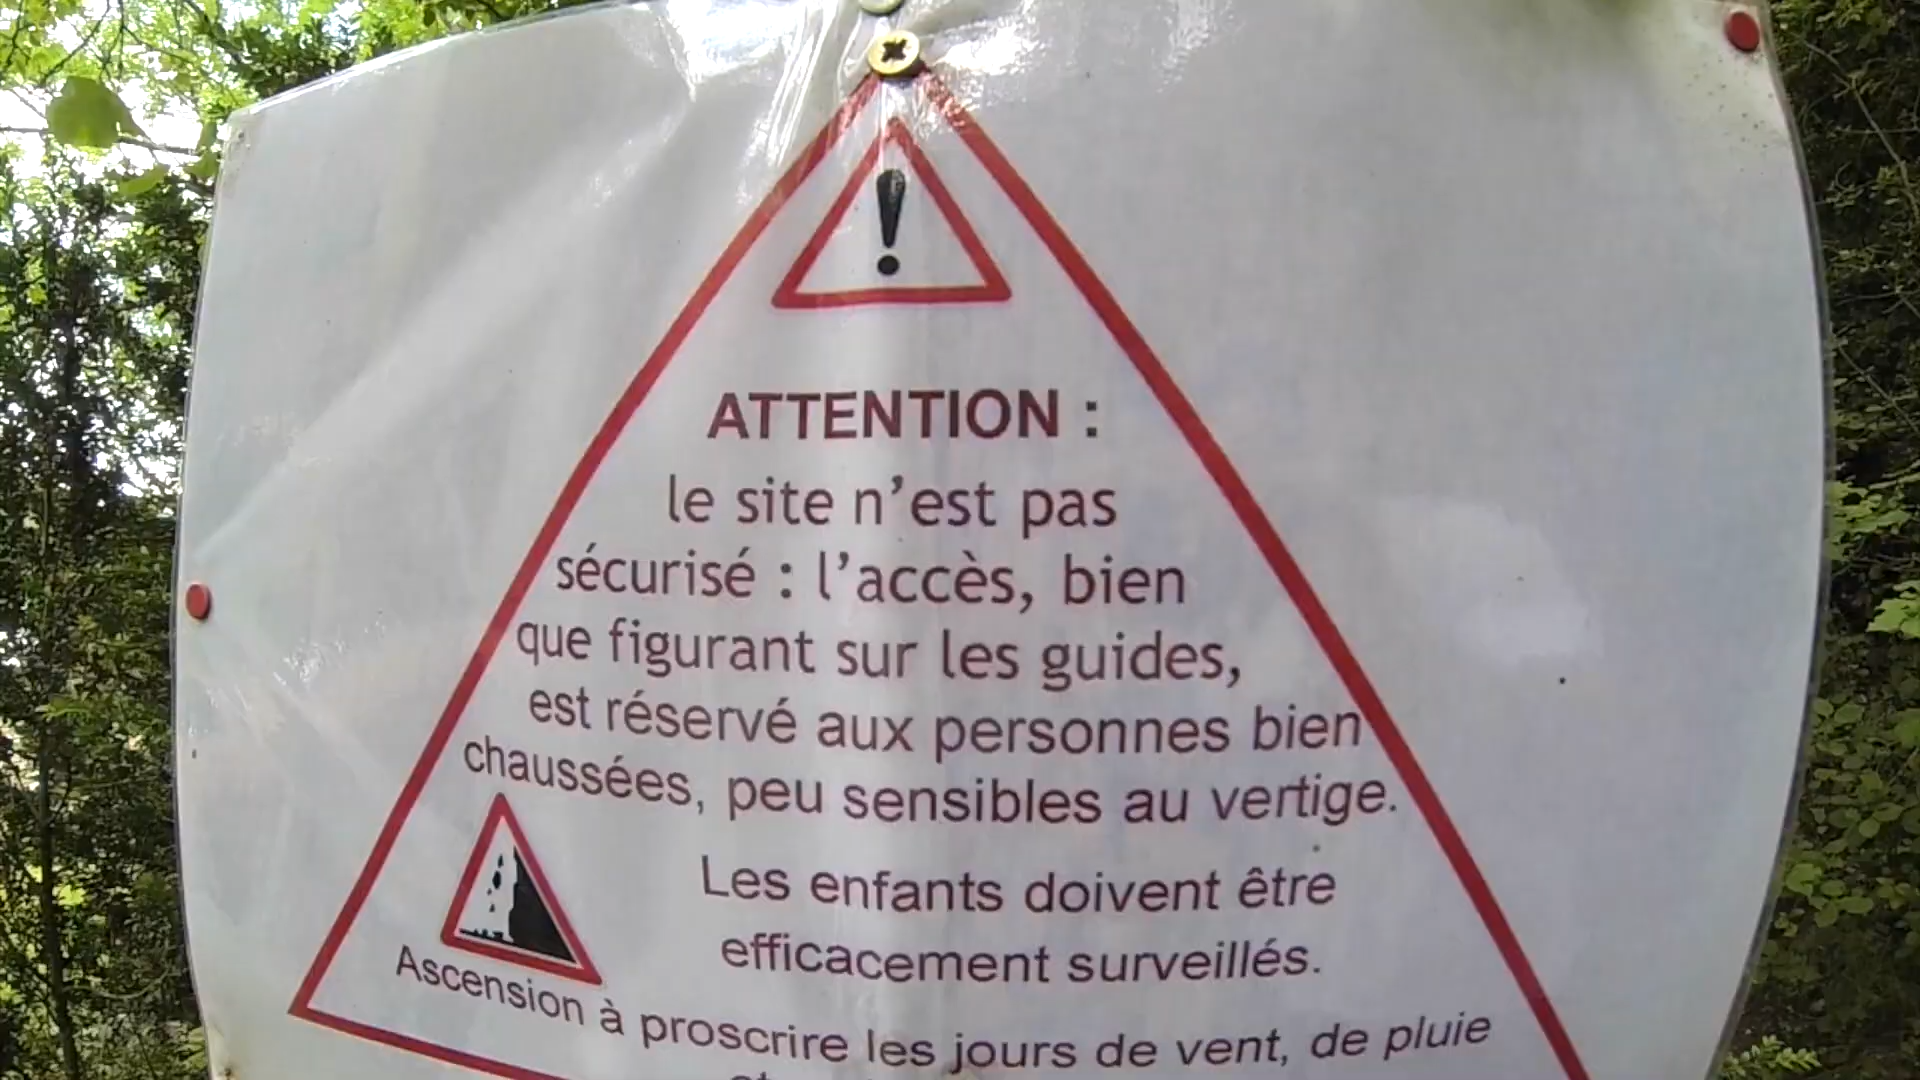 !
ATTENTION :
le site n'est pas
sécurisé : l'accès, bien
que figurant sur les guides,
est réservé aux personnes bien
chaussées, peu sensibles au vertige.
Les enfants doivent être
efficacement surveillés.
Ascension à proscrire les jours de vent, de pluie